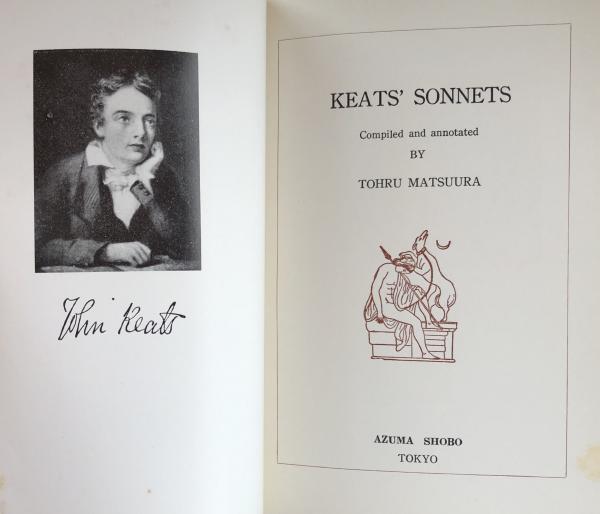 John Keats
KEATS' SONNETS
Compiled and annotated
BY
TOHRU MATSUURA
AZUMA SHOBO
TOKYO